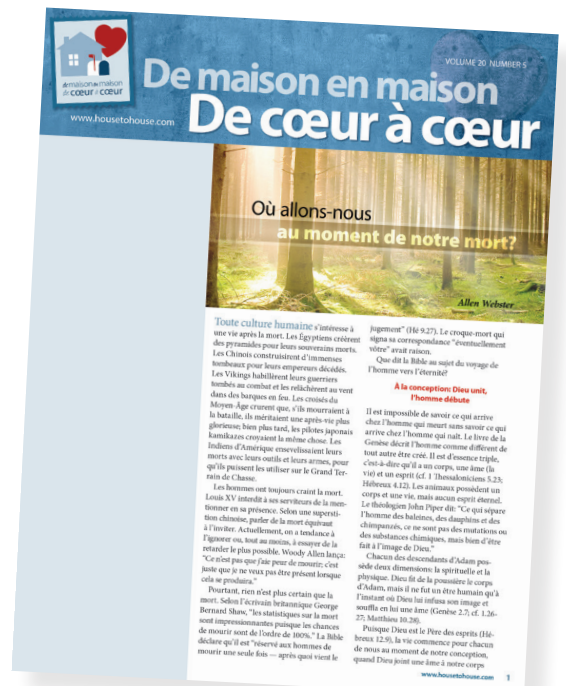 VOLUME 20 NUMBER 5
de maison en maison
De cœur à cœur
De maison en maison
De cœur à cœur
www.housetohouse.com
Où allons-nous
au moment de notre mort?
Allen Webster
Toute culture humaine s'intéresse à
une vie après la mort. Les Égyptiens créèrent
des pyramides pour leurs souverains morts.
Les Chinois construisirent d'immenses
tombeaux pour leurs empereurs décédés.
Les Vikings habillèrent leurs guerriers
tombés au combat et les relâchèrent au vent
dans des barques en feu. Les croisés du
Moyen-Âge crurent que, s'ils mourraient à
la bataille, ils méritaient une après-vie plus
glorieuse; bien plus tard, les pilotes japonais
kamikazes croyaient la même chose. Les
Indiens d'Amérique ensevelissaient leurs
morts avec leurs outils et leurs armes, pour
qu'ils puissent les utiliser sur le Grand Ter-
rain de Chasse.
Les hommes ont toujours craint la mort.
Louis XV interdit à ses serviteurs de la men-
tionner en sa présence. Selon une supersti-
tion chinoise, parler de la mort équivaut
à l'inviter. Actuellement, on a tendance à
l'ignorer ou, tout au moins, à essayer de la
retarder le plus possible. Woody Allen lança:
"Ce n'est pas que j'aie peur de mourir; c'est
juste que je ne veux pas être présent lorsque
cela se produira."
Pourtant, rien n'est plus certain que la
mort. Selon l'écrivain britannique George
Bernard Shaw, "les statistiques sur la mort
sont impressionnantes puisque les chances
de mourir sont de l'ordre de 100%." La Bible
déclare qu'il est "réservé aux hommes de
mourir une seule fois — après quoi vient le
jugement" (Hé 9.27). Le croque-mort qui
signa sa correspondance "éventuellement
vôtre" avait raison.
Que dit la Bible au sujet du voyage de
l'homme vers l'éternité?
À la conception: Dieu unit,
l'homme débute
Il est impossible de savoir ce qui arrive
chez l'homme qui meurt sans savoir ce qui
arrive chez l'homme qui naît. Le livre de la
Genèse décrit l'homme comme différent de
tout autre être créé. Il est d'essence triple,
c'est-à-dire qu'il a un corps, une âme (la
vie) et un esprit (cf. 1 Thessaloniciens 5.23;
Hébreux 4.12). Les animaux possèdent un
corps et une vie, mais aucun esprit éternel.
Le théologien John Piper dit: "Ce qui sépare
l'homme des baleines, des dauphins et des
chimpanzés, ce ne sont pas des mutations ou
des substances chimiques, mais bien d'être
fait à l'image de Dieu."
Chacun des descendants d'Adam pos-
sède deux dimensions: la spirituelle et la
physique. Dieu fit de la poussière le corps
d'Adam, mais il ne fut un être humain qu'à
l'instant où Dieu lui infusa son image et
souffla en lui une âme (Genèse 2.7; cf. 1.26-
27; Matthieu 10.28).
Puisque Dieu est le Père des esprits (Hé-
breux 12.9), la vie commence pour chacun
de nous au moment de notre conception,
quand Dieu joint une âme à notre corps
www.housetohouse.com 1